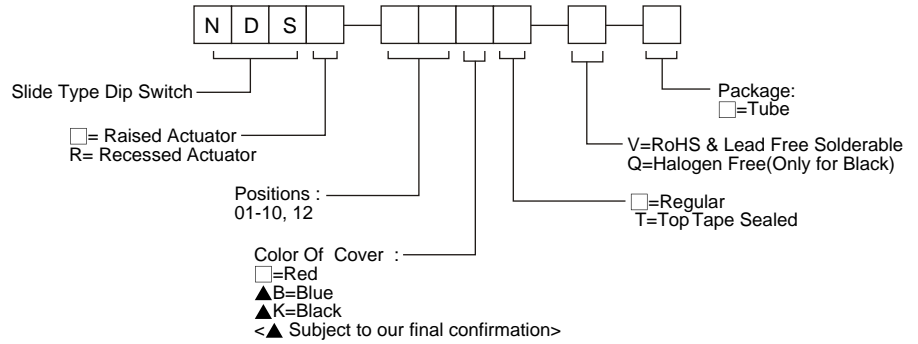 N D S □ - □ □ □ □ - □ - □
Slide Type Dip Switch
□= Raised Actuator
R= Recessed Actuator
Positions :
01-10, 12
Color Of Cover :
□=Red
▲B=Blue
▲K=Black
<▲ Subject to our final confirmation>
□=Regular
T=Top Tape Sealed
V=RoHS & Lead Free Solderable
Q=Halogen Free(Only for Black)
Package:
□=Tube